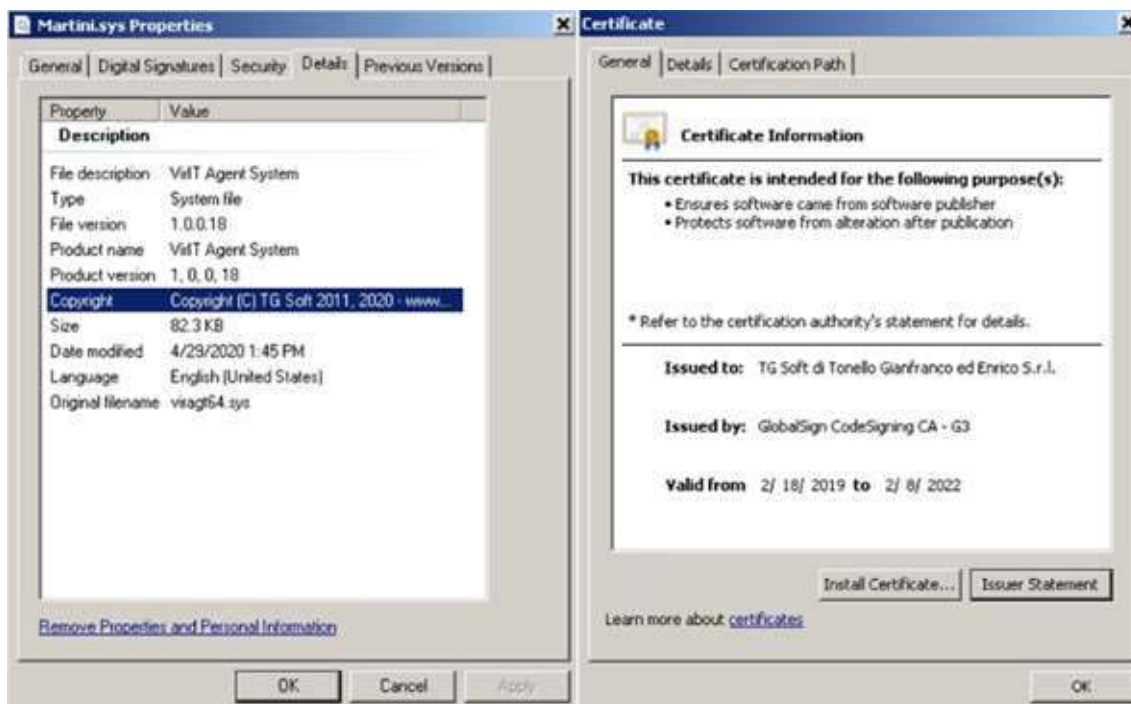 Martini.sys Properties
General Digital Signatures Security Details Previous Versions
Property Value
Description
File description VirIT Agent System
Type System file
File version 1.0.0.18
Product name VirIT Agent System
Product version 1, 0, 0, 18
Copyright Copyright (C) TG Soft 2011, 2020 - www...
Size 82.3 KB
Date modified 4/29/2020 1:45 PM
Language English (United States)
Original filename viragt64.sys
Remove Properties and Personal Information
OK Cancel Apply
Certificate
General Details Certification Path
Certificate Information
This certificate is intended for the following purpose(s):
• Ensures software came from software publisher
• Protects software from alteration after publication
* Refer to the certification authority's statement for details.
Issued to: TG Soft di Tonello Gianfranco ed Enrico S.r.l.
Issued by: GlobalSign CodeSigning CA - G3
Valid from 2/ 18/ 2019 to 2/ 8/ 2022
Install Certificate... Issuer Statement
Learn more about certificates
OK